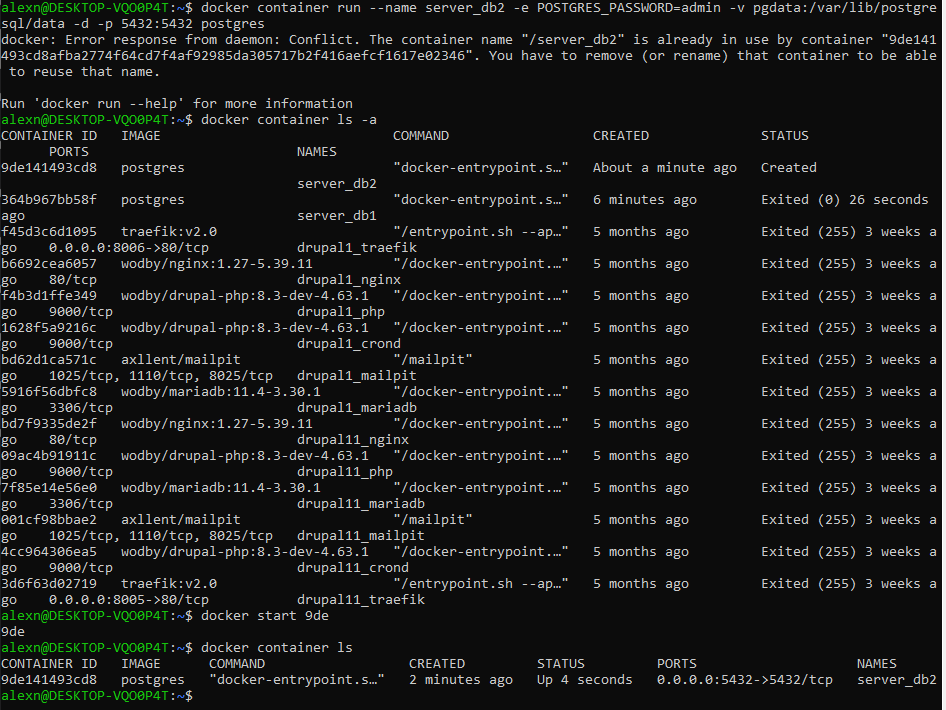 alexn@DESKTOP-VQO0P4T:~$ docker container run --name server_db2 -e POSTGRES_PASSWORD=admin -v pgdata:/var/lib/postgre
sql/data -d -p 5432:5432 postgres
docker: Error response from daemon: Conflict. The container name "/server_db2" is already in use by container "9de141
493cd8afba2774f64cd7f4af92985da305717b2f416aefcf1617e02346". You have to remove (or rename) that container to be able
 to reuse that name.
Run 'docker run --help' for more information
alexn@DESKTOP-VQO0P4T:~$ docker container ls -a
CONTAINER ID   IMAGE                             COMMAND                  CREATED              STATUS
      PORTS                          NAMES
9de141493cd8   postgres                          "docker-entrypoint.s…"   About a minute ago   Created
                                     server_db2
364b967bb58f   postgres                          "docker-entrypoint.s…"   6 minutes ago        Exited (0) 26 seconds
ago                                  server_db1
f45d3c6d1095   traefik:v2.0                      "/entrypoint.sh --ap…"   5 months ago         Exited (255) 3 weeks a
go    0.0.0.0:8006->80/tcp           drupal1_traefik
b6692cea6057   wodby/nginx:1.27-5.39.11          "/docker-entrypoint.…"   5 months ago         Exited (255) 3 weeks a
go    80/tcp                         drupal1_nginx
f4b3d1ffe349   wodby/drupal-php:8.3-dev-4.63.1   "/docker-entrypoint.…"   5 months ago         Exited (255) 3 weeks a
go    9000/tcp                       drupal1_php
1628f5a9216c   wodby/drupal-php:8.3-dev-4.63.1   "/docker-entrypoint.…"   5 months ago         Exited (255) 3 weeks a
go    9000/tcp                       drupal1_crond
bd62d1ca571c   axllent/mailpit                   "/mailpit"               5 months ago         Exited (255) 3 weeks a
go    1025/tcp, 1110/tcp, 8025/tcp   drupal1_mailpit
5916f56dbfc8   wodby/mariadb:11.4-3.30.1         "/docker-entrypoint.…"   5 months ago         Exited (255) 3 weeks a
go    3306/tcp                       drupal1_mariadb
bd7f9335de2f   wodby/nginx:1.27-5.39.11          "/docker-entrypoint.…"   5 months ago         Exited (255) 3 weeks a
go    80/tcp                         drupal11_nginx
09ac4b91911c   wodby/drupal-php:8.3-dev-4.63.1   "/docker-entrypoint.…"   5 months ago         Exited (255) 3 weeks a
go    9000/tcp                       drupal11_php
7f85e14e56e0   wodby/mariadb:11.4-3.30.1         "/docker-entrypoint.…"   5 months ago         Exited (255) 3 weeks a
go    3306/tcp                       drupal11_mariadb
001cf98bbae2   axllent/mailpit                   "/mailpit"               5 months ago         Exited (255) 3 weeks a
go    1025/tcp, 1110/tcp, 8025/tcp   drupal11_mailpit
4cc964306ea5   wodby/drupal-php:8.3-dev-4.63.1   "/docker-entrypoint.…"   5 months ago         Exited (255) 3 weeks a
go    9000/tcp                       drupal11_crond
3d6f63d02719   traefik:v2.0                      "/entrypoint.sh --ap…"   5 months ago         Exited (255) 3 weeks a
go    0.0.0.0:8005->80/tcp           drupal11_traefik
alexn@DESKTOP-VQO0P4T:~$ docker start 9de
9de
alexn@DESKTOP-VQO0P4T:~$ docker container ls
CONTAINER ID   IMAGE      COMMAND                  CREATED         STATUS         PORTS                    NAMES
9de141493cd8   postgres   "docker-entrypoint.s…"   2 minutes ago   Up 4 seconds   0.0.0.0:5432->5432/tcp   server_db2
alexn@DESKTOP-VQO0P4T:~$